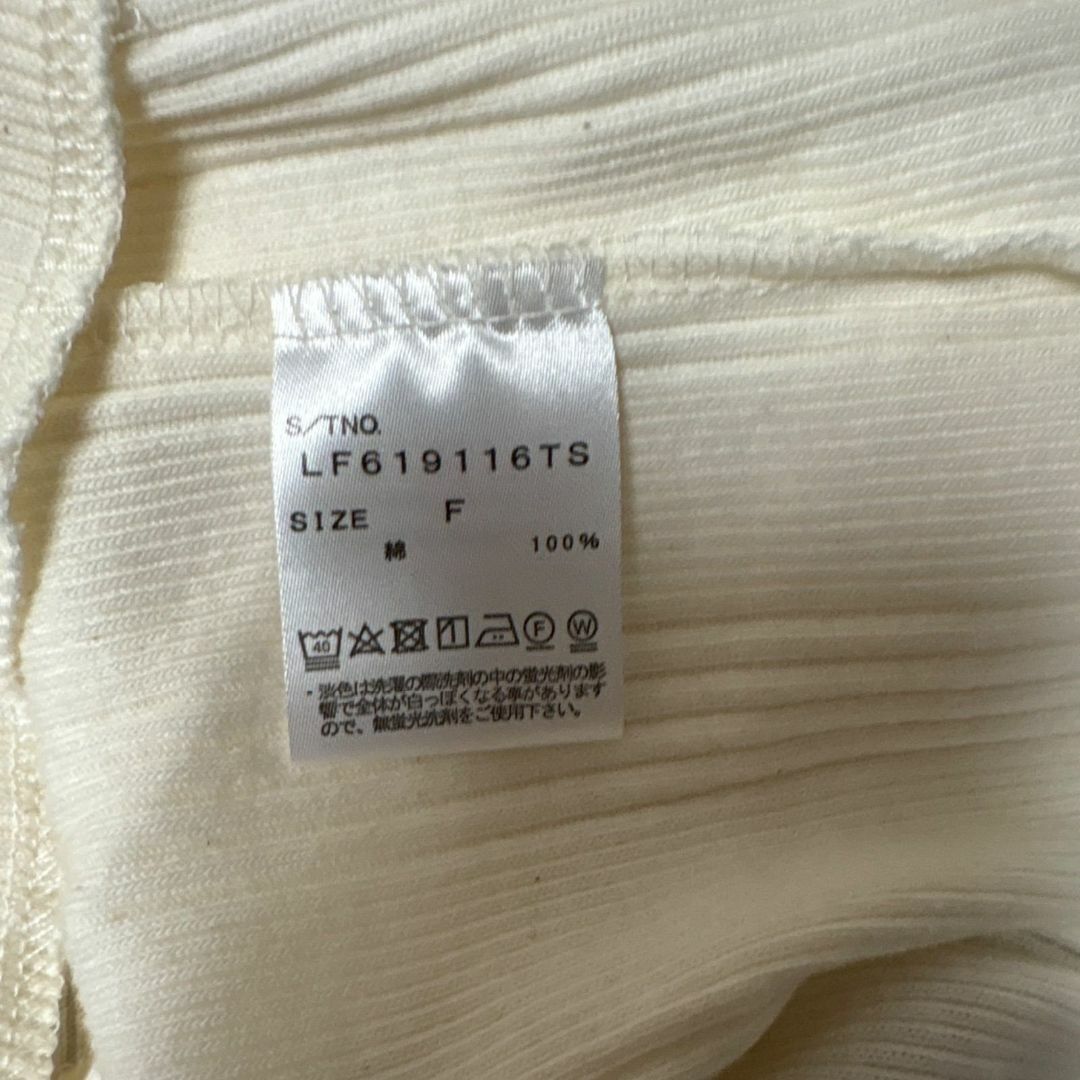 S/TNO.
LF619116TS
SIZE F
綿 100%
40 F W
・淡色は洗濯の際洗剤の中の蛍光剤の影
響で全体が白っぽくなる事があります
ので。無蛍光洗剤をご使用下さい。